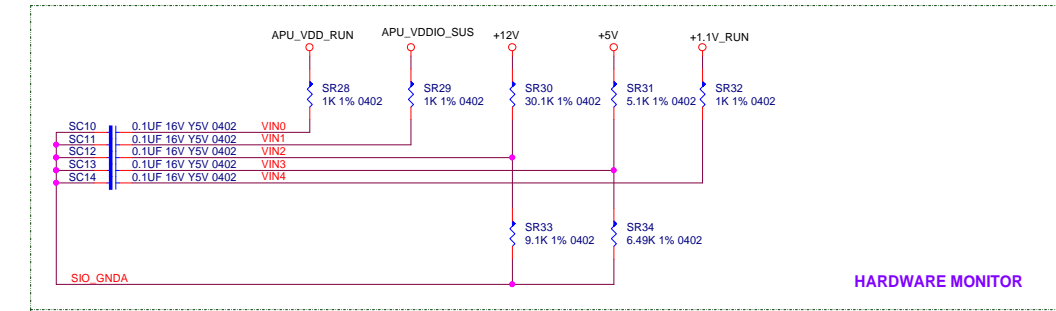 APU_VDD_RUN APU_VDDIO_SUS +12V +5V +1.1V_RUN
SR28 SR29 SR30 SR31 SR32
1K 1% 0402 1K 1% 0402 30.1K 1% 0402 5.1K 1% 0402 1K 1% 0402
SC10 0.1UF 16V Y5V 0402 VIN0
SC11 0.1UF 16V Y5V 0402 VIN1
SC12 0.1UF 16V Y5V 0402 VIN2
SC13 0.1UF 16V Y5V 0402 VIN3
SC14 0.1UF 16V Y5V 0402 VIN4
SR33 SR34
9.1K 1% 0402 6.49K 1% 0402
SIO_GNDA
HARDWARE MONITOR